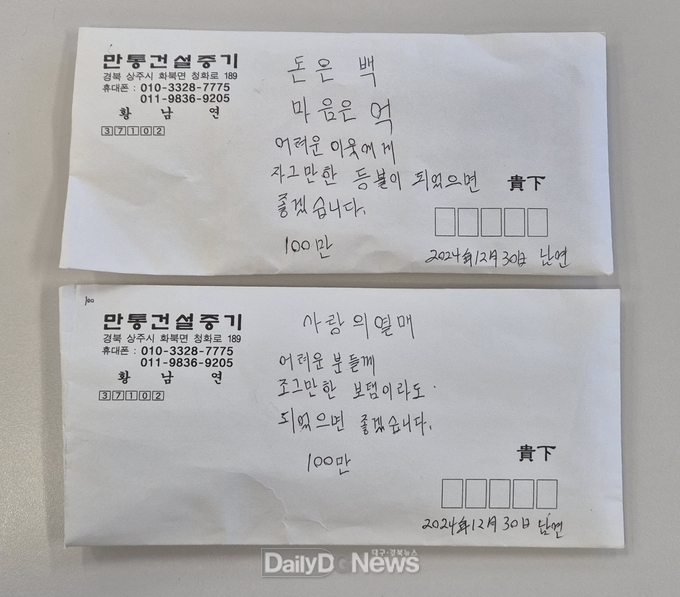 만통건설중기
경북 상주시 화북면 청화로 189
휴대폰 : 010-3328-7775
011-9836-9205
황 남 연
37102
돈은 백
마음은 억
어려운 이웃에게
자그만한 등불이 되었으면
좋겠습니다.
100만
貴下
2024年12月30日 남연
100
만통건설중기
경북 상주시 화북면 청화로 189
휴대폰 : 010-3328-7775
011-9836-9205
황 남 연
37102
사랑의열매
어려운 분들께
조그만한 보탬이라도
되었으면 좋겠습니다.
100만
貴下
2024年12月30日 남연
대구·경북뉴스
DailyDGNews